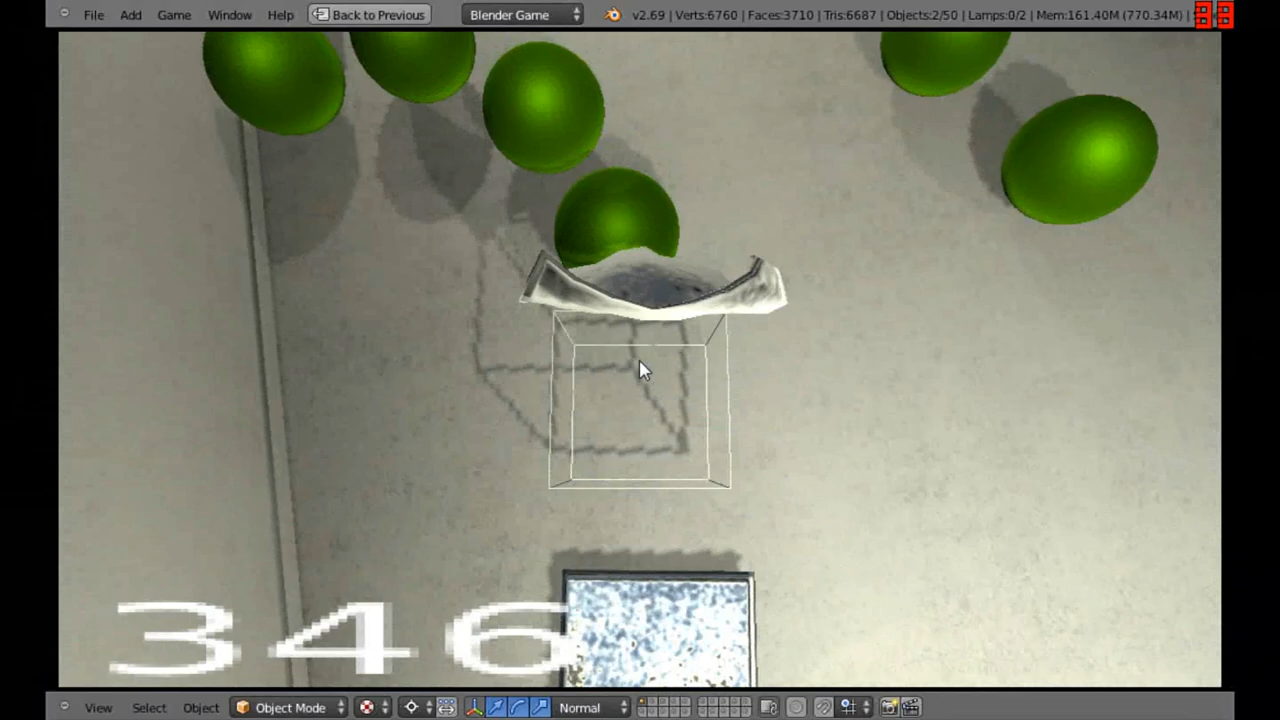 File Add Game Window Help Back to Previous Blender Game v2.69 | Verts:6760 | Faces:3710 | Tris:6687 | Objects:2/50 | Lamps:0/2 | Mem:161.40M (770.34M) |
346
View Select Object Object Mode Normal